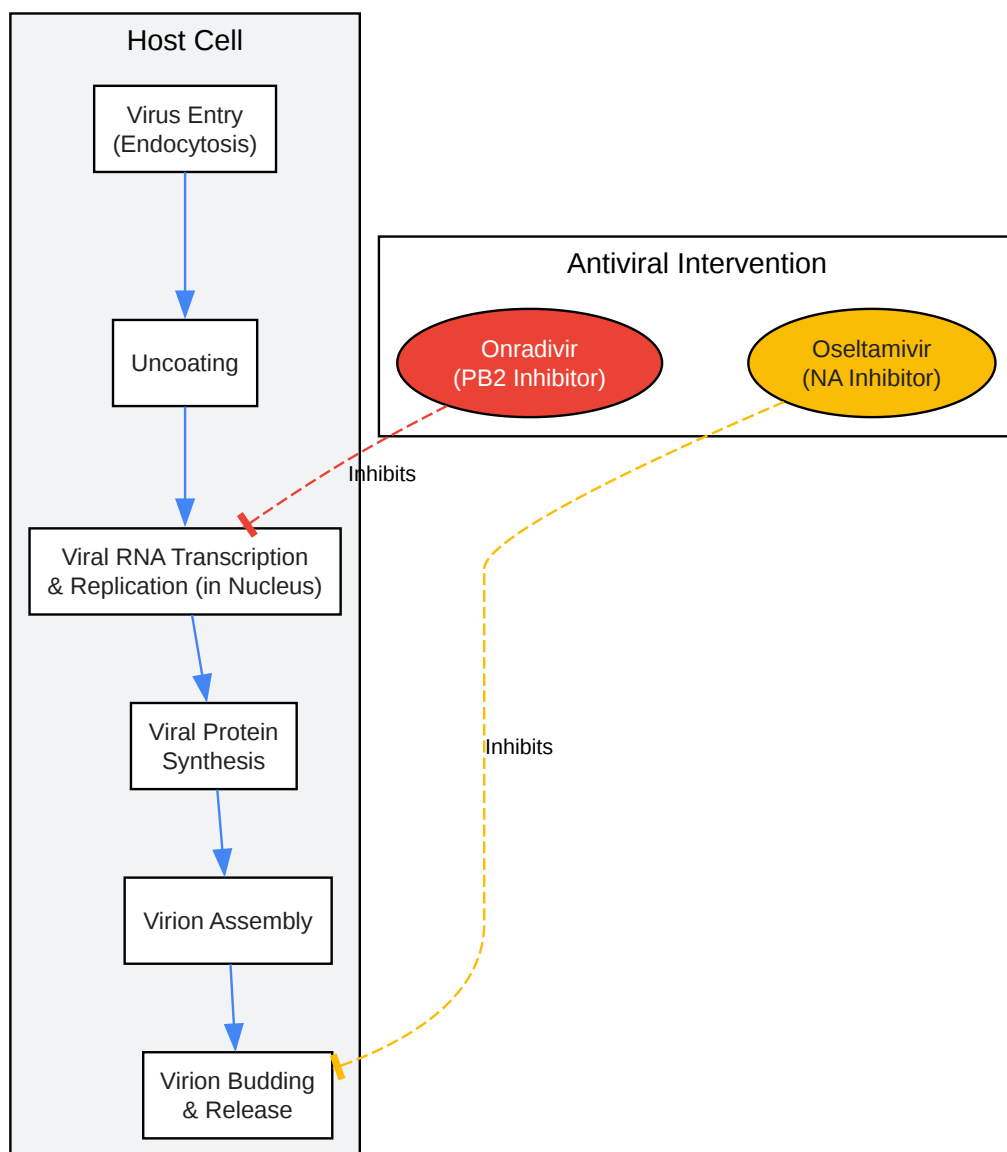 Host Cell
Virus Entry
(Endocytosis)
Uncoating
Viral RNA Transcription
& Replication (in Nucleus)
Viral Protein
Synthesis
Virion Assembly
Virion Budding
& Release
Antiviral Intervention
Onradivir
(PB2 Inhibitor)
Oseltamivir
(NA Inhibitor)
Inhibits
Inhibits